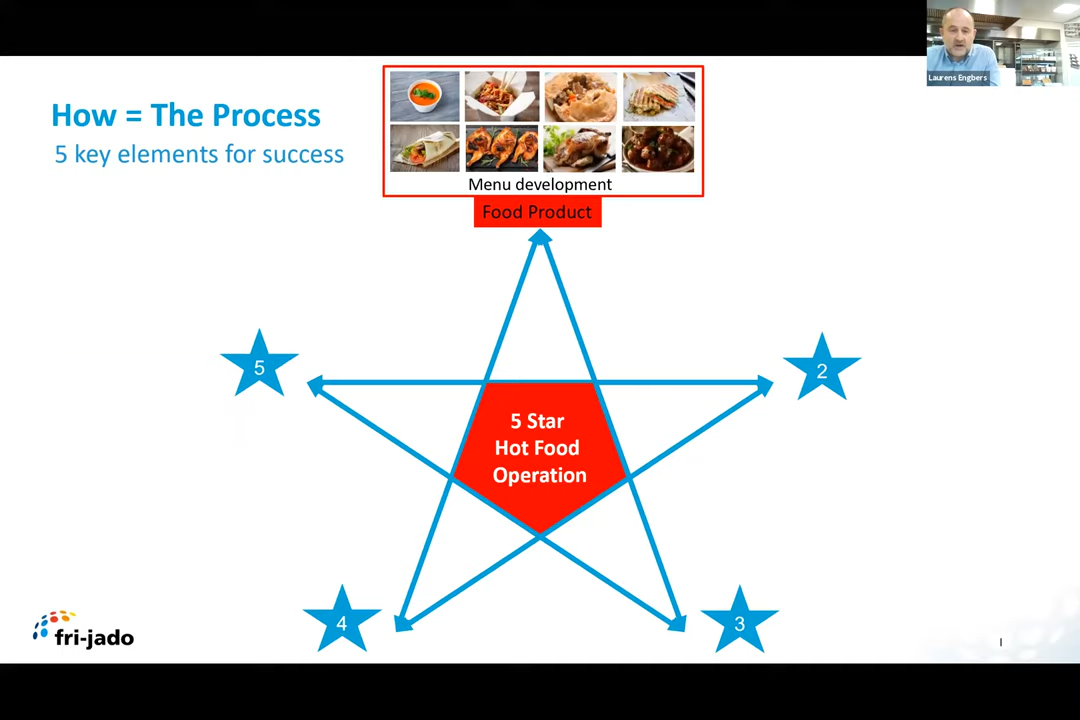 Laurens Engbers
How = The Process
5 key elements for success
Menu development
Food Product
5
2
5 Star
Hot Food
Operation
4
3
fri-jado